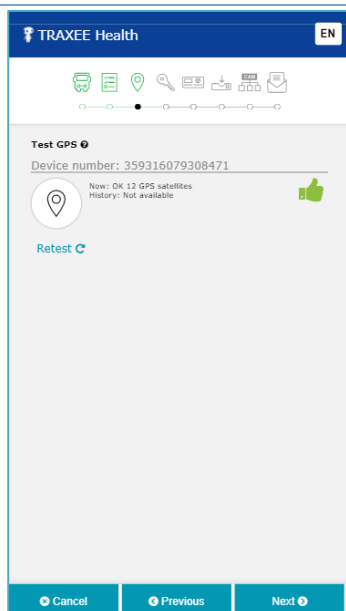 TRAXEE Health
EN
CAN
Test GPS
Device number: 359316079308471
Now: OK 12 GPS satellites
History: Not available
Retest
Cancel
Previous
Next